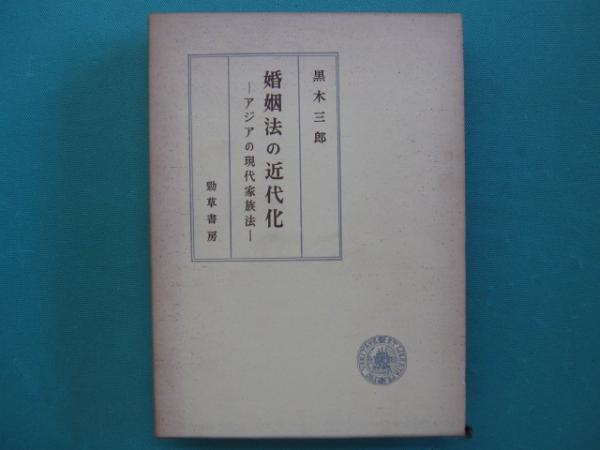 黒木三郎
婚姻法の近代化
―アジアの現代家族法―
勁草書房